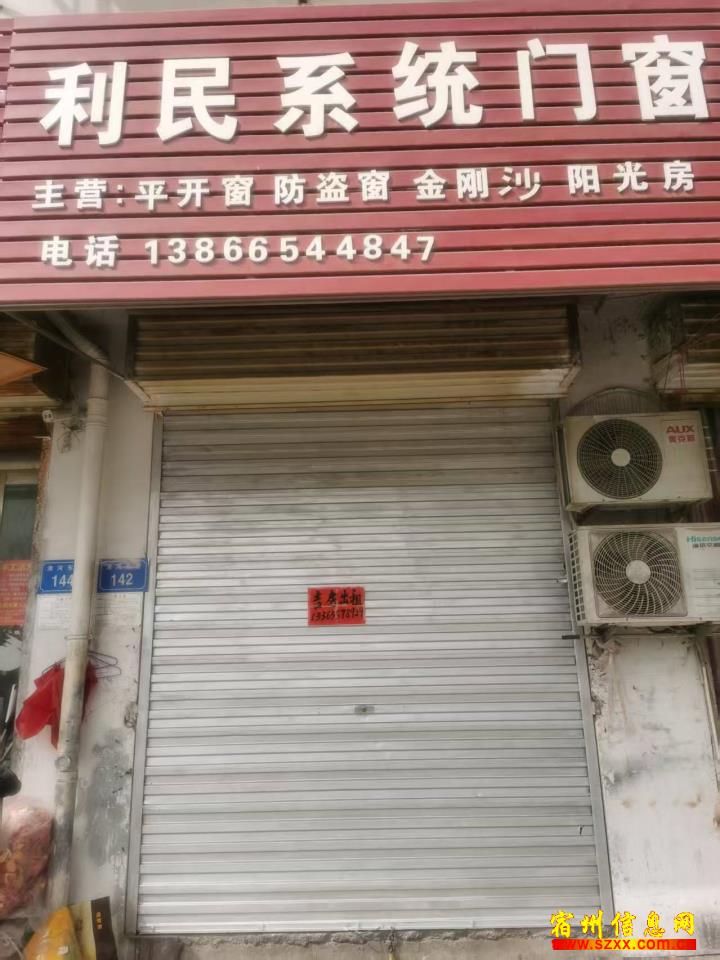 利民系统门窗
主营:平开窗 防盗窗 金刚沙 阳光房
电话 13866544847
AUX
奥克斯
Hisense
144
142
吉房出租
宿州信息网
www.szxx.com.cn